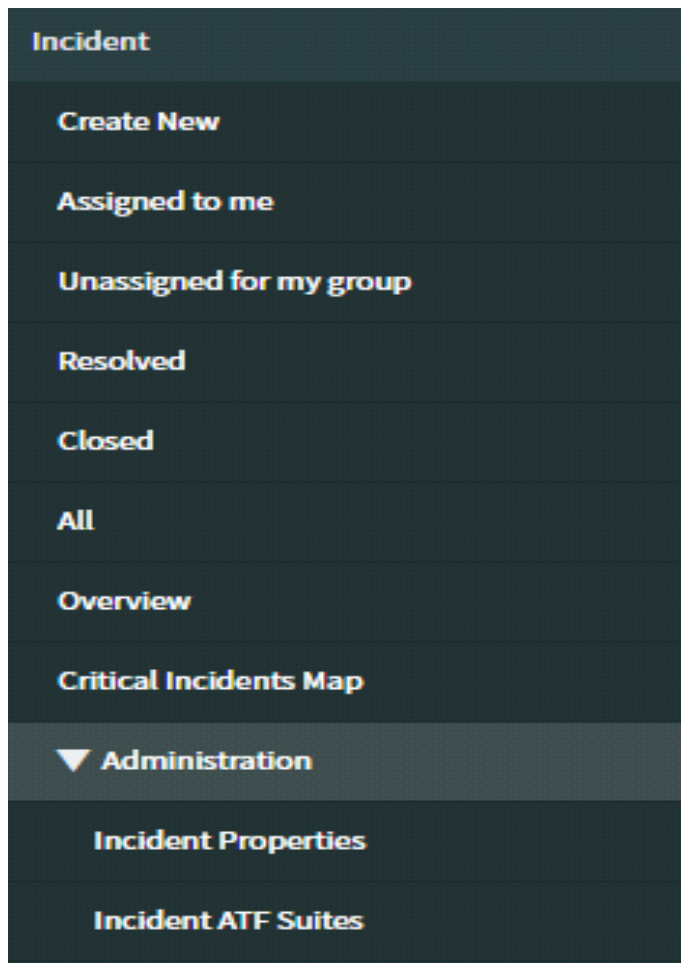 Incident
Create New
Assigned to me
Unassigned for my group
Resolved
Closed
All
Overview
Critical Incidents Map
Administration
Incident Properties
Incident ATF Suites